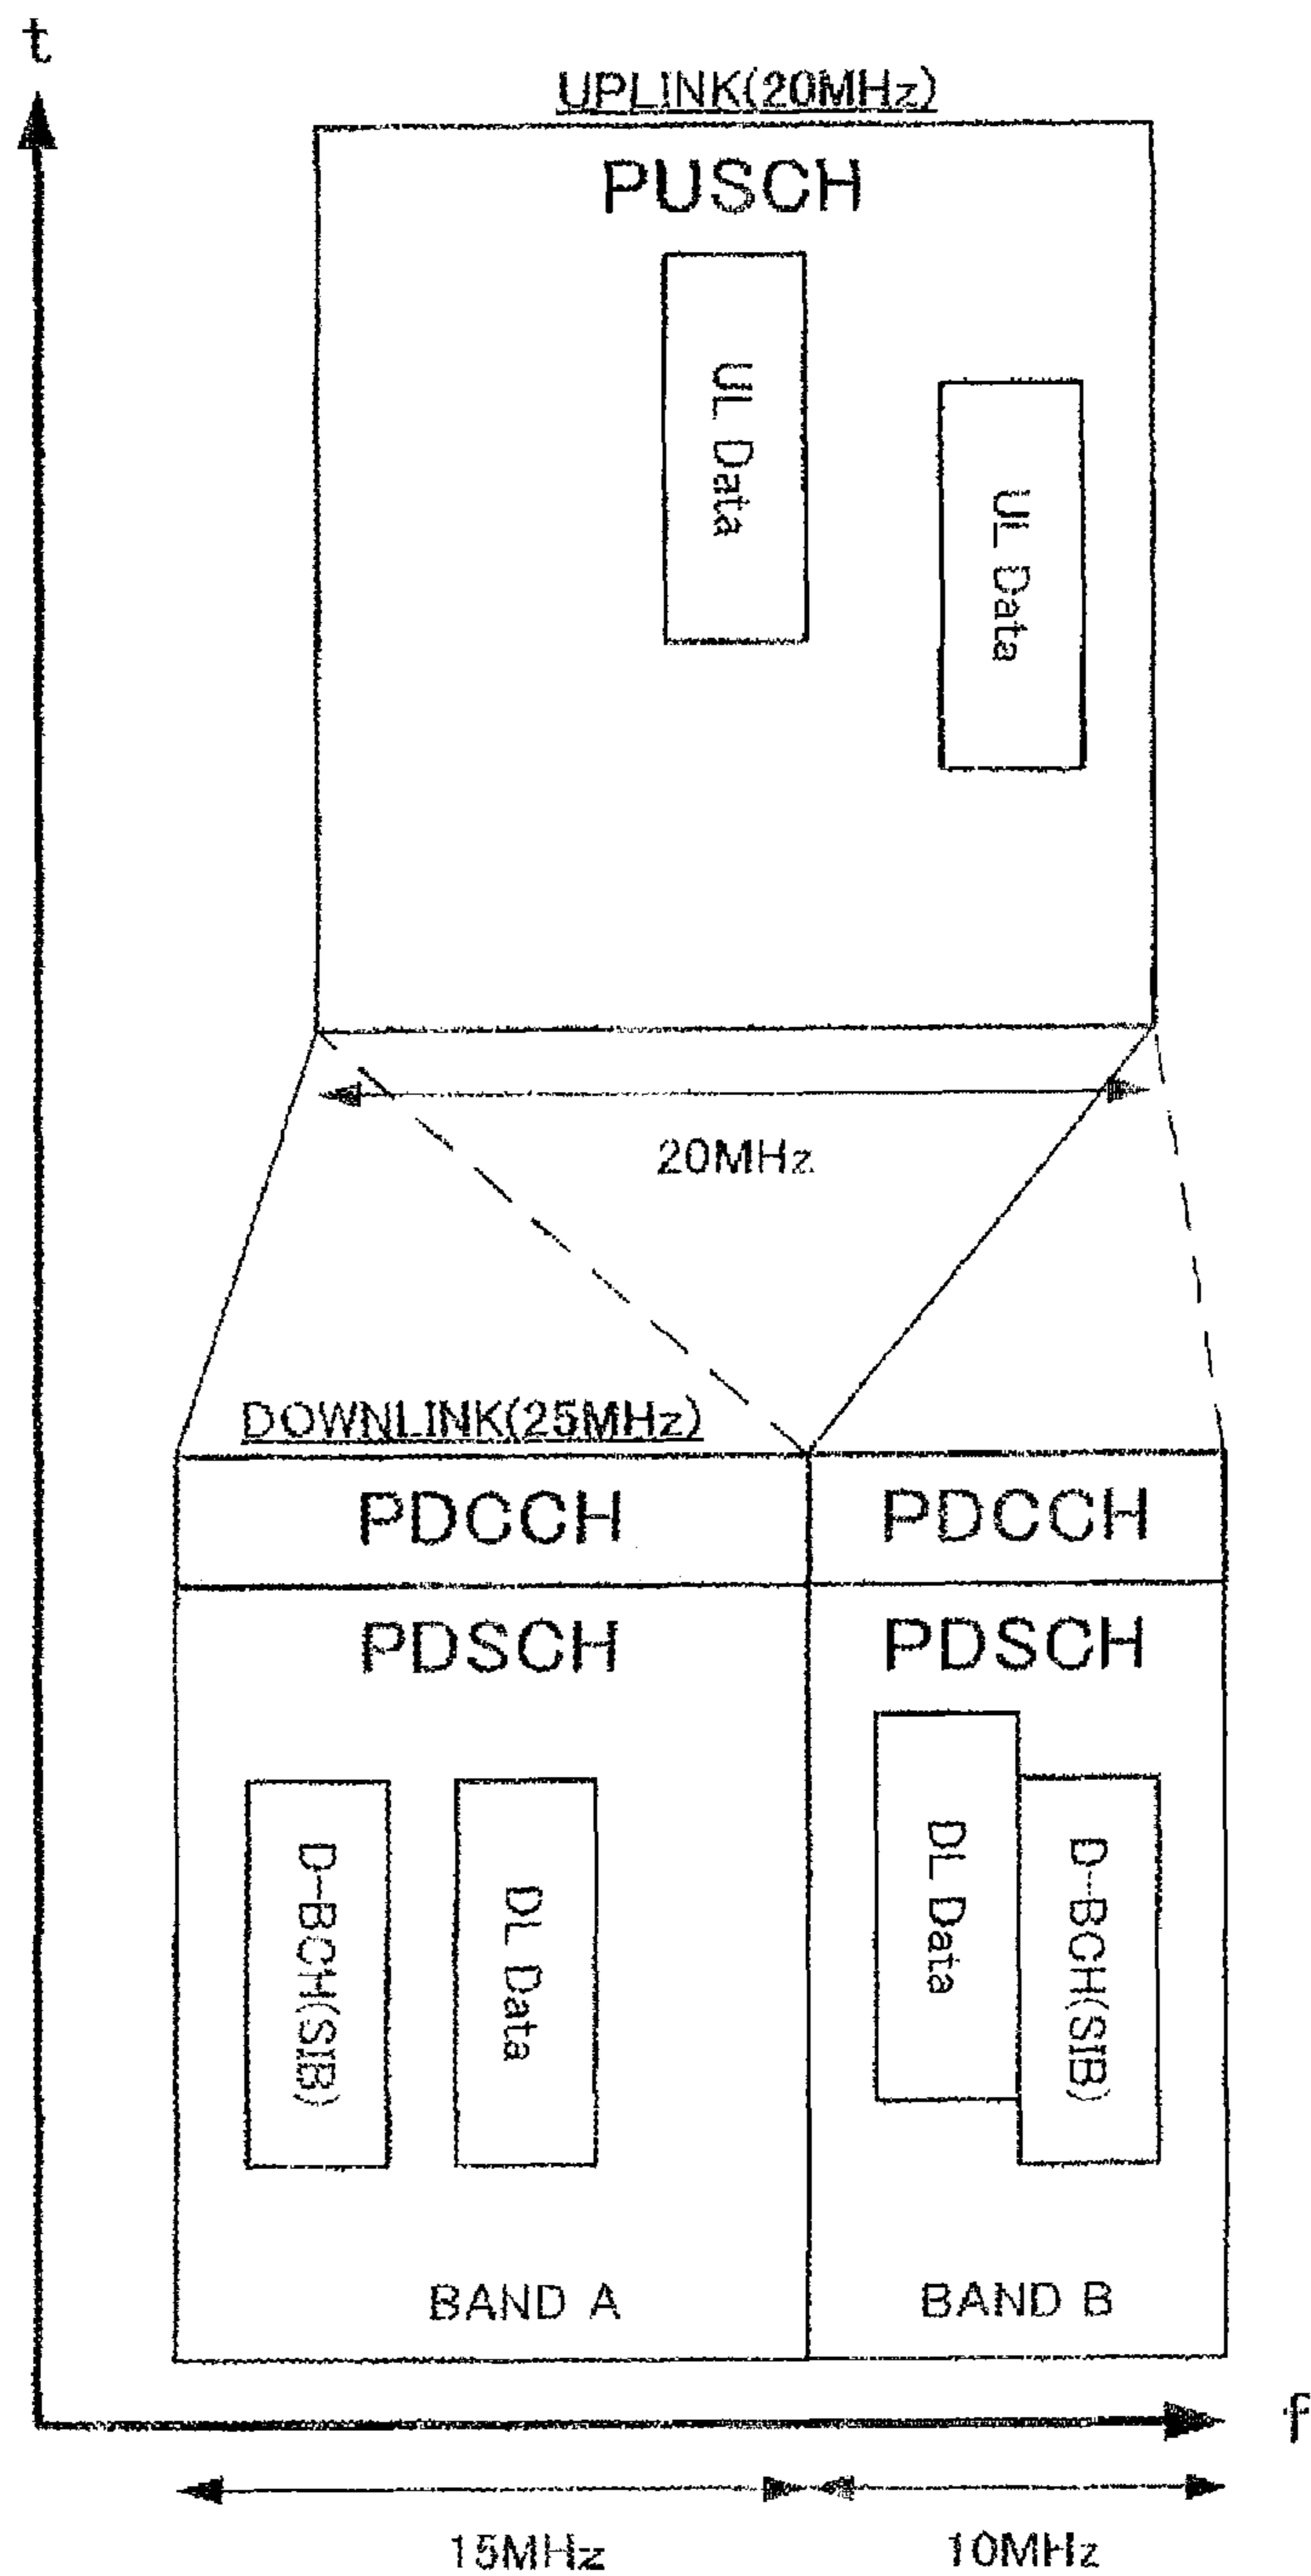 t
UPLINK(20MHz)
PUSCH
UL Data
UL Data
20MHz
DOWNLINK(25MHz)
PDCCH
PDCCH
PDSCH
PDSCH
D-BCH(SIB)
DL Data
DL Data
D-BCH(SIB)
BAND A
BAND B
f
15MHz
10MHz